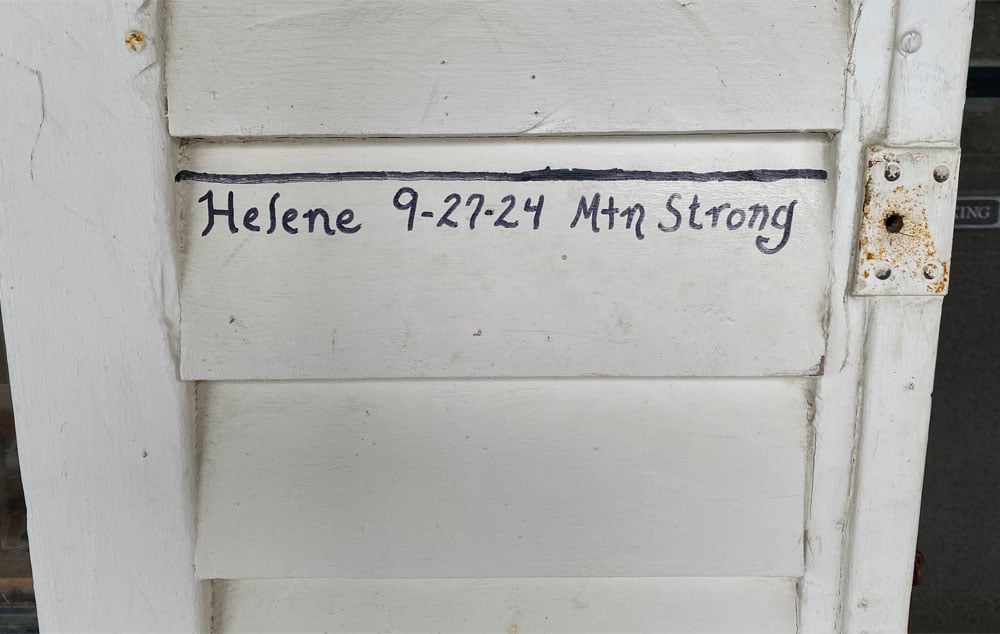 Helene 9-27-24 Mtn Strong